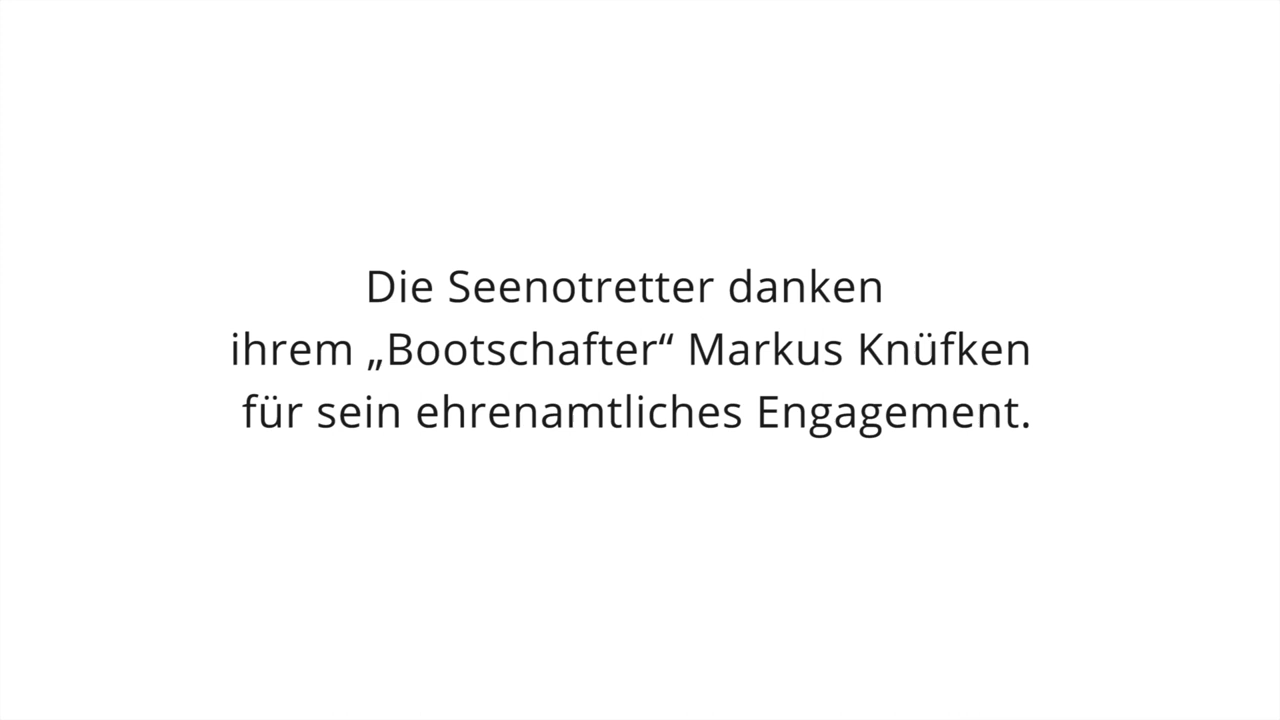 Die Seenotretter danken
ihrem „Bootschafter“ Markus Knüfken
für sein ehrenamtliches Engagement.